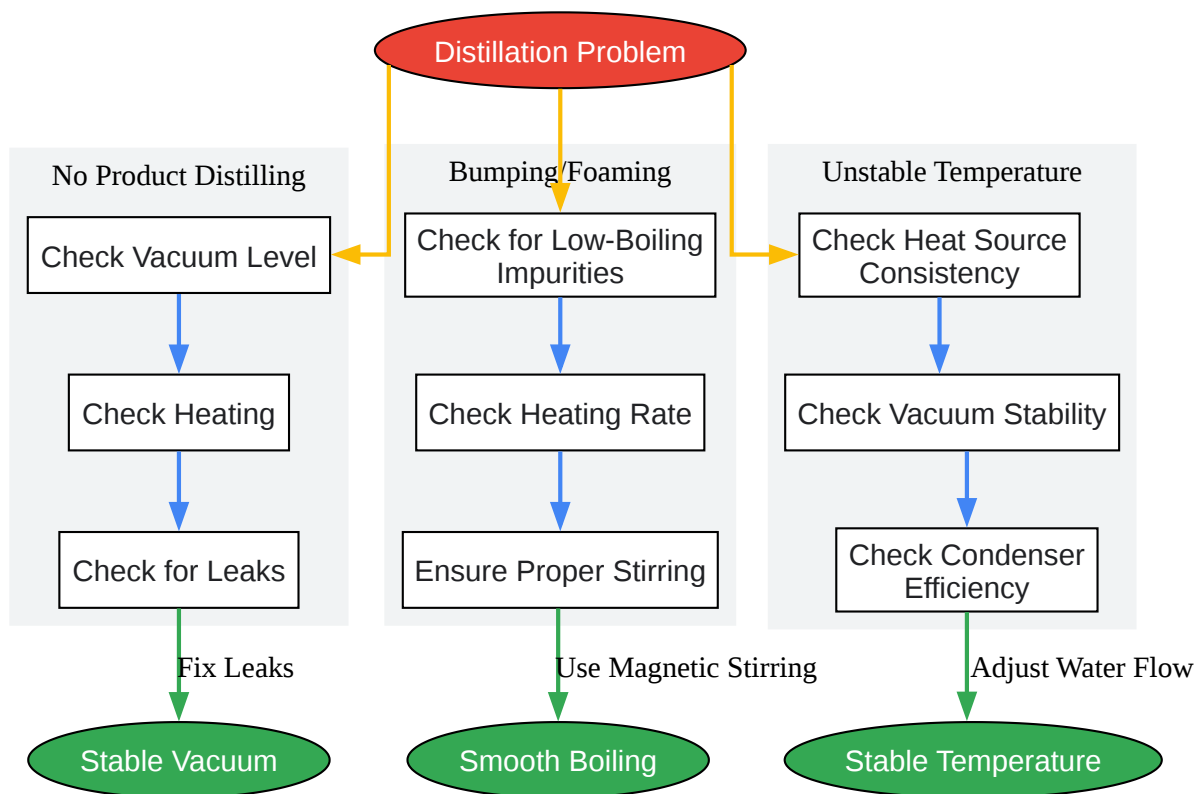 Distillation Problem
No Product Distilling
Check Vacuum Level
Check Heating
Check for Leaks
Fix Leaks
Stable Vacuum
Bumping/Foaming
Check for Low-Boiling
Impurities
Check Heating Rate
Ensure Proper Stirring
Use Magnetic Stirring
Smooth Boiling
Unstable Temperature
Check Heat Source
Consistency
Check Vacuum Stability
Check Condenser
Efficiency
Adjust Water Flow
Stable Temperature